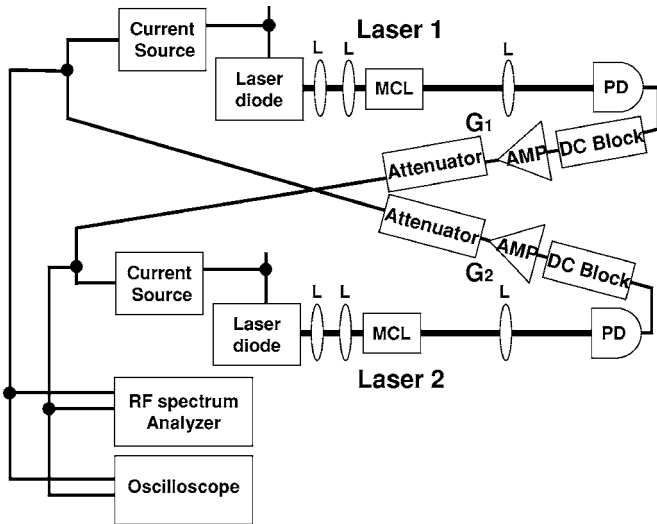 Current
Source
L
L
Laser 1
L
Laser
diode
MCL
PD
G1
Attenuator
AMP
DC Block
Attenuator
AMP
DC Block
G2
Current
Source
L
L
L
Laser
diode
MCL
PD
Laser 2
RF spectrum
Analyzer
Oscilloscope